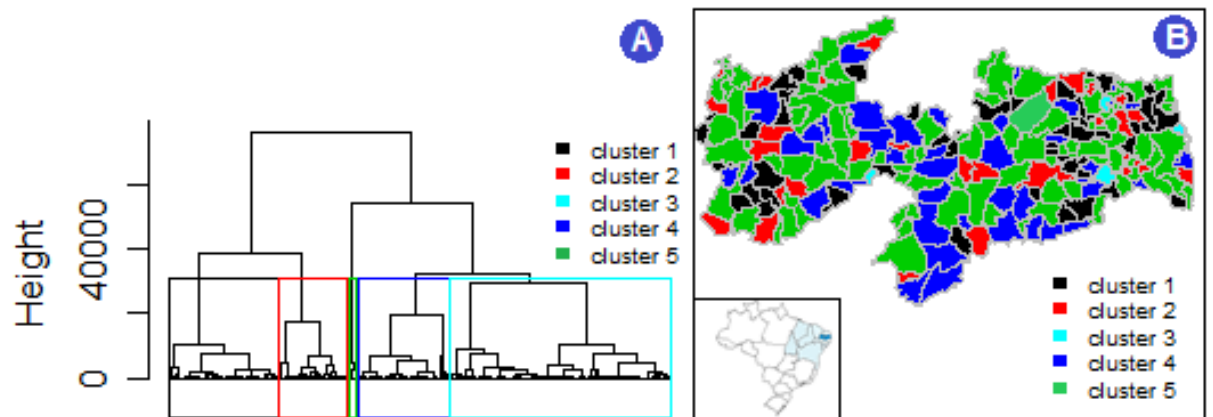 A
cluster 1
cluster 2
cluster 3
cluster 4
cluster 5
Height
40000
0
B
cluster 1
cluster 2
cluster 3
cluster 4
cluster 5